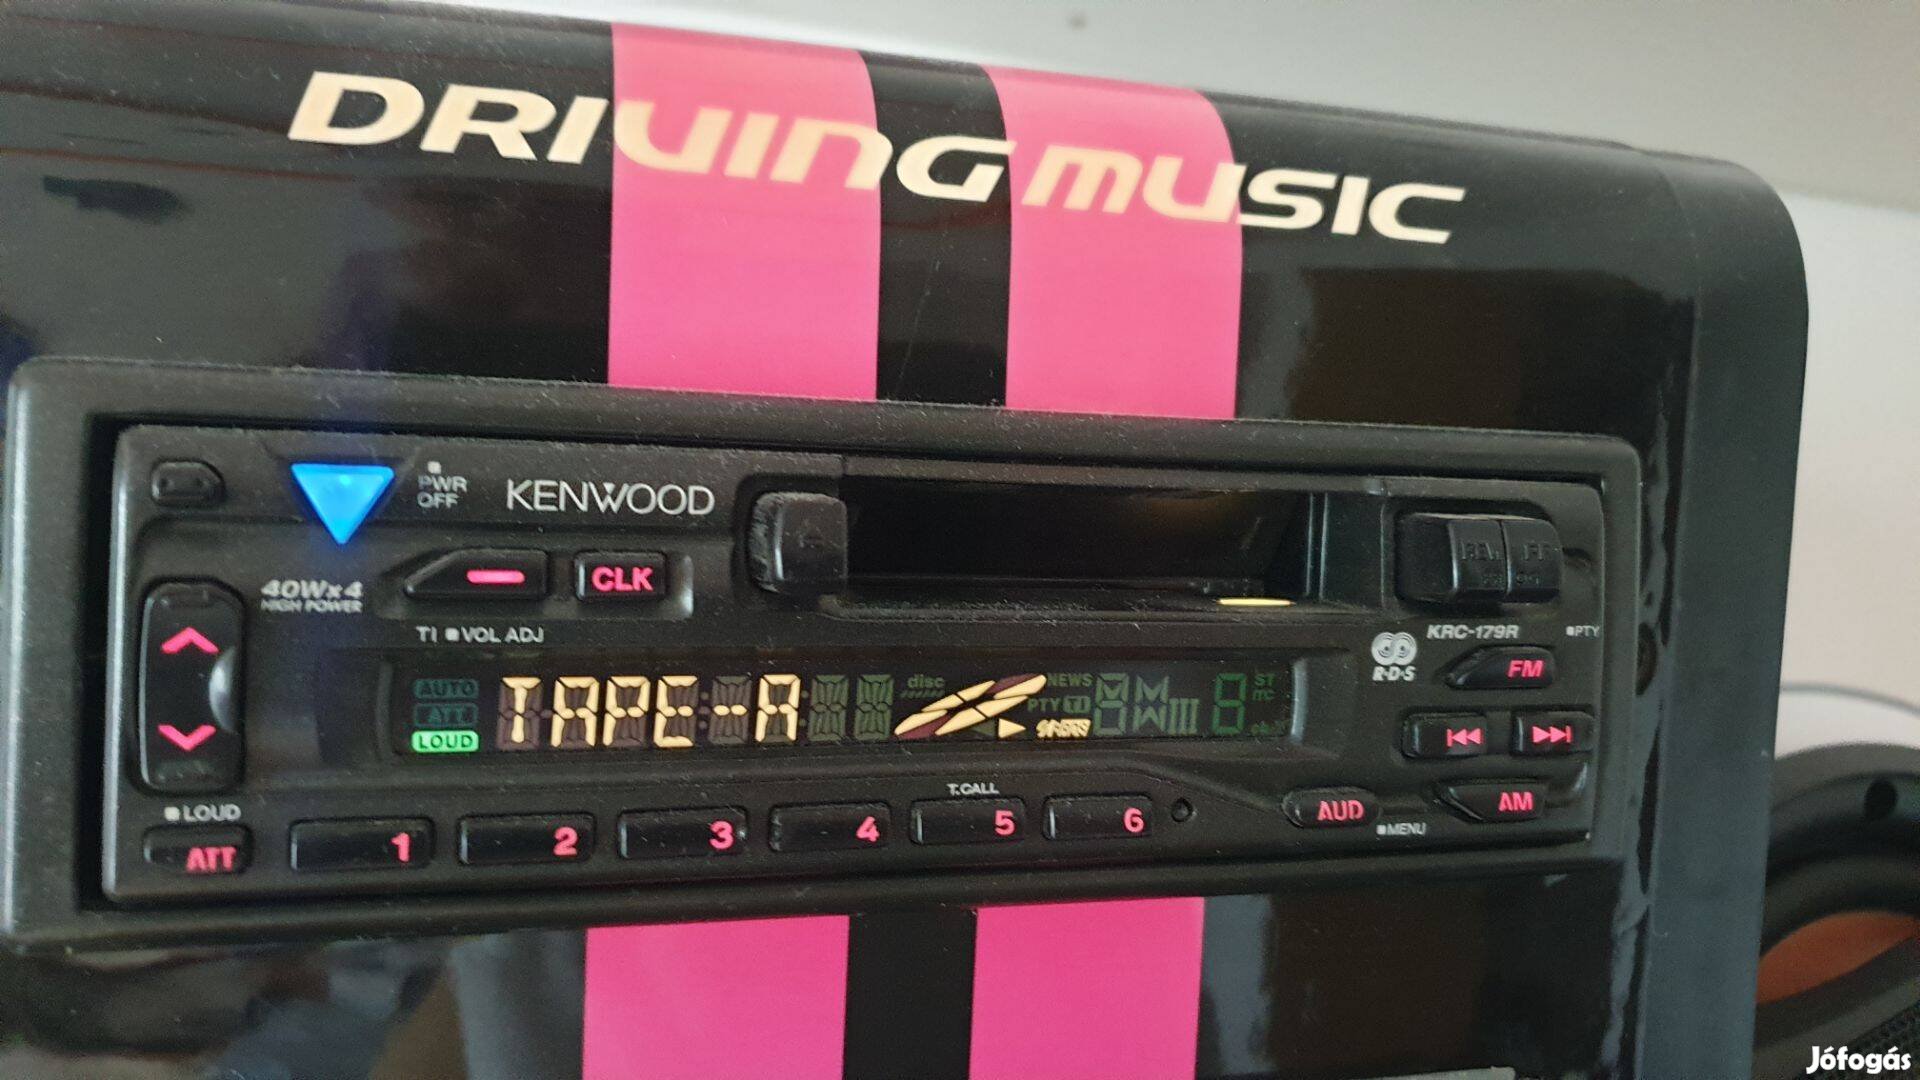 DRIVING MUSIC
PWR
OFF
KENWOOD
40Wx4
HIGH POWER
CLK
TI ■VOL ADJ
KRC-179R
■PTY
R·D·S
FM
AUTO
ATT
LOUD
TAPE-A
disc
NEWS
PTY TI
ST
AM
■LOUD
ATT
T.CALL
1
2
3
4
5
6
AUD
■MENU
Jófogás